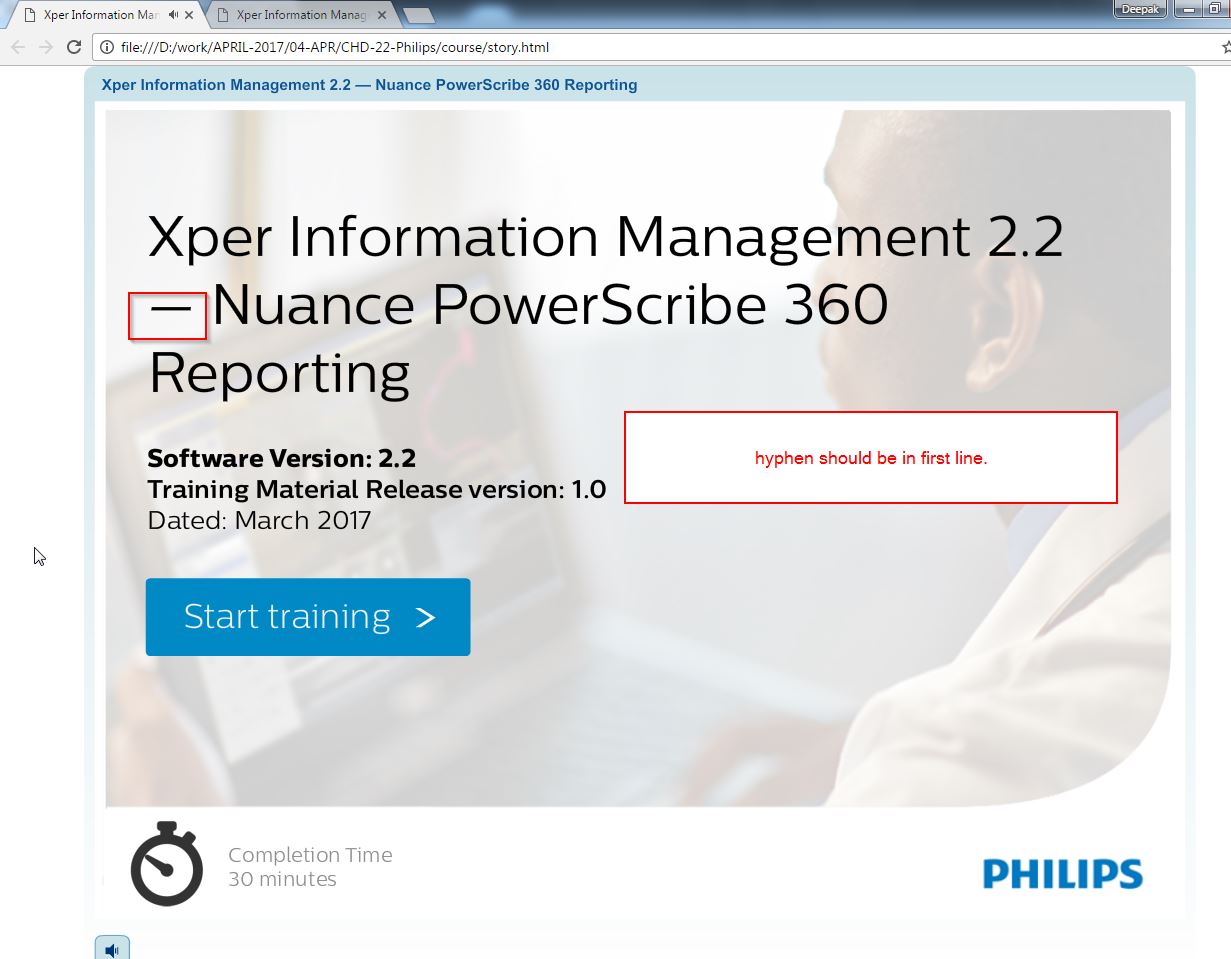 Xper Information Man
Xper Information Manage
Deepak
file:///D:/work/APRIL-2017/04-APR/CHD-22-Philips/course/story.html
Xper Information Management 2.2 — Nuance PowerScribe 360 Reporting
Xper Information Management 2.2
— Nuance PowerScribe 360
Reporting
hyphen should be in first line.
Software Version: 2.2
Training Material Release version: 1.0
Dated: March 2017
Start training >
Completion Time
30 minutes
PHILIPS